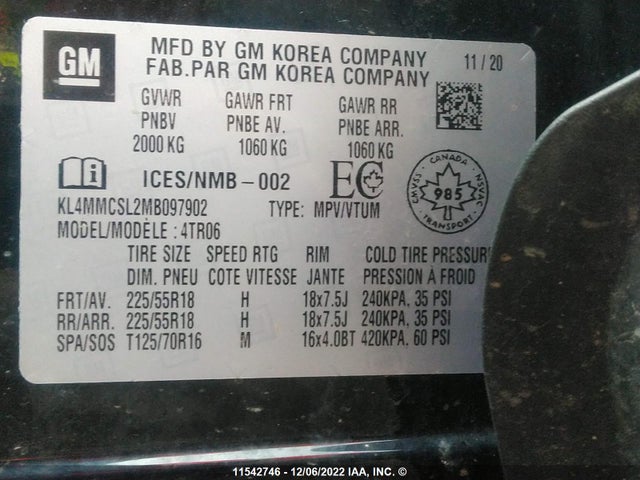 GM
MFD BY GM KOREA COMPANY 11/20
FAB.PAR GM KOREA COMPANY
GVWR GAWR FRT GAWR RR
PNBV PNBE AV. PNBE ARR.
2000 KG 1060 KG 1060 KG
i ICES/NMB-002 EC CANADA CMVSS NSVAC 985 TRANSPORT
KL4MMCSL2MB097902 TYPE: MPV/VTUM
MODEL/MODÈLE : 4TR06
TIRE SIZE SPEED RTG RIM COLD TIRE PRESSUR
DIM. PNEU COTE VITESSE JANTE PRESSION À FROID
FRT/AV. 225/55R18 H 18x7.5J 240KPA, 35 PSI
RR/ARR. 225/55R18 H 18x7.5J 240KPA, 35 PSI
SPA/SOS T125/70R16 M 16x4.0BT 420KPA, 60 PSI
11542746 - 12/06/2022 IAA, INC. ©